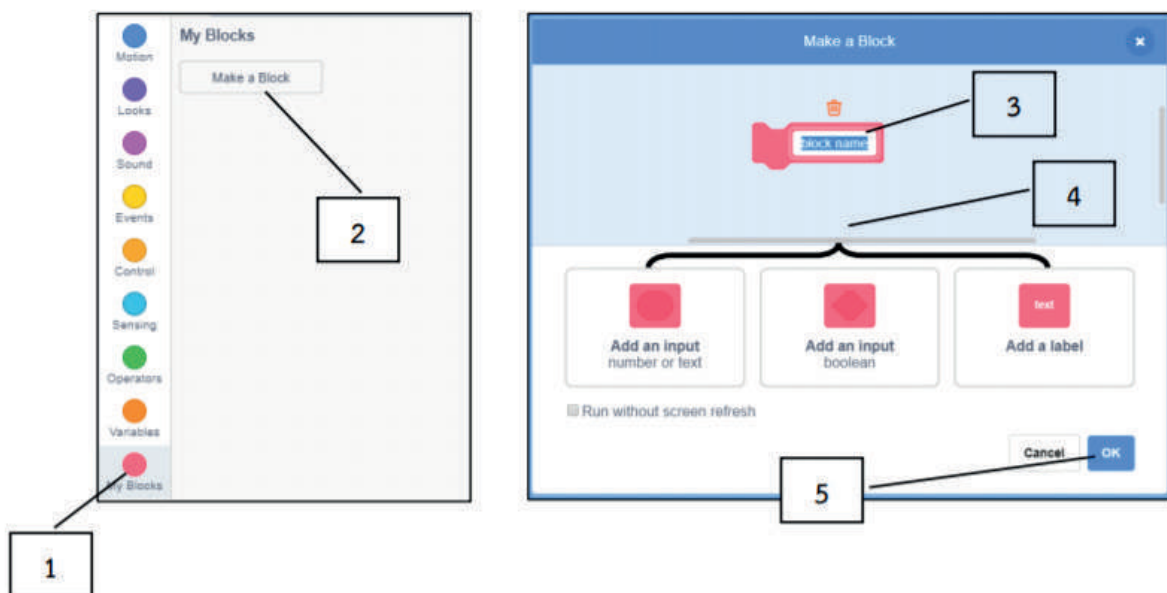 My Blocks
Make a Block
Motion
Looks
Sound
Events
Control
Sensing
Operators
Variables
My Blocks
1
2
Make a Block
block name
3
4
Add an input
number or text
Add an input
boolean
text
Add a label
Run without screen refresh
Cancel
OK
5